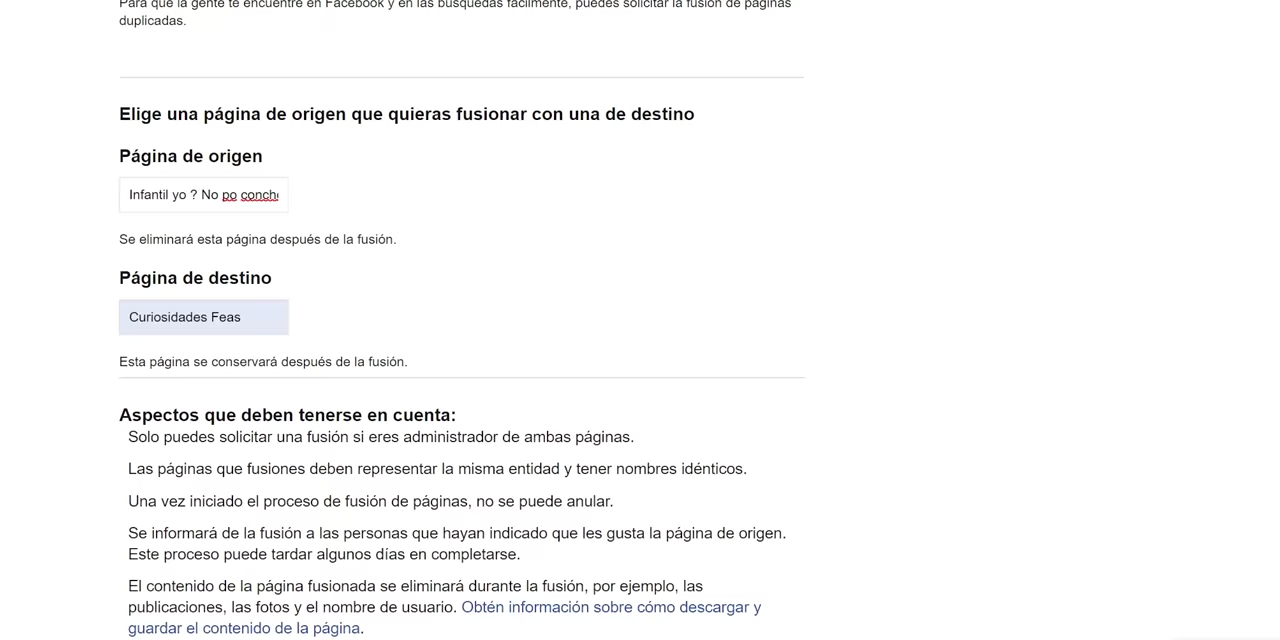 Para que la gente te encuentre en Facebook y en las búsquedas fácilmente, puedes solicitar la fusión de páginas
duplicadas.
Elige una página de origen que quieras fusionar con una de destino
Página de origen
Infantil yo ? No po
Se eliminará esta página después de la fusión.
Página de destino
Curiosidades Feas
Esta página se conservará después de la fusión.
Aspectos que deben tenerse en cuenta:
Solo puedes solicitar una fusión si eres administrador de ambas páginas.
Las páginas que fusiones deben representar la misma entidad y tener nombres idénticos.
Una vez iniciado el proceso de fusión de páginas, no se puede anular.
Se informará de la fusión a las personas que hayan indicado que les gusta la página de origen.
Este proceso puede tardar algunos días en completarse.
El contenido de la página fusionada se eliminará durante la fusión, por ejemplo, las
publicaciones, las fotos y el nombre de usuario. Obtén información sobre cómo descargar y
guardar el contenido de la página.